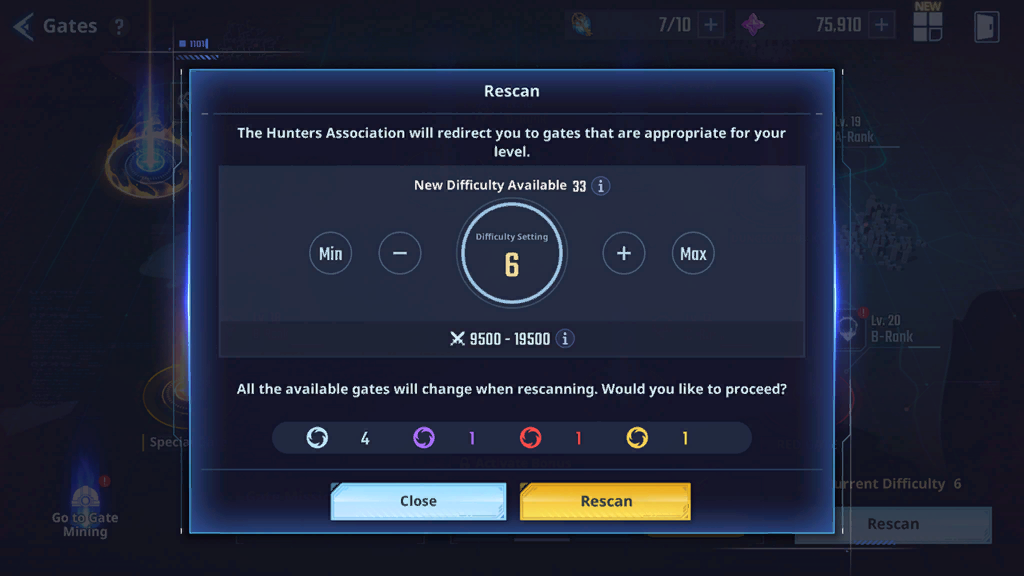 Gates ?
7/10 +
75,910 +
NEW
1101
Rescan
The Hunters Association will redirect you to gates that are appropriate for your
level.
New Difficulty Available 33 i
Min
−
Difficulty Setting
6
+
Max
9500 - 19500 i
All the available gates will change when rescanning. Would you like to proceed?
4
1
1
1
Close
Rescan
Lv. 19
A-Rank
Lv. 20
B-Rank
Specia
Go to Gate
Mining
urrent Difficulty 6
Rescan